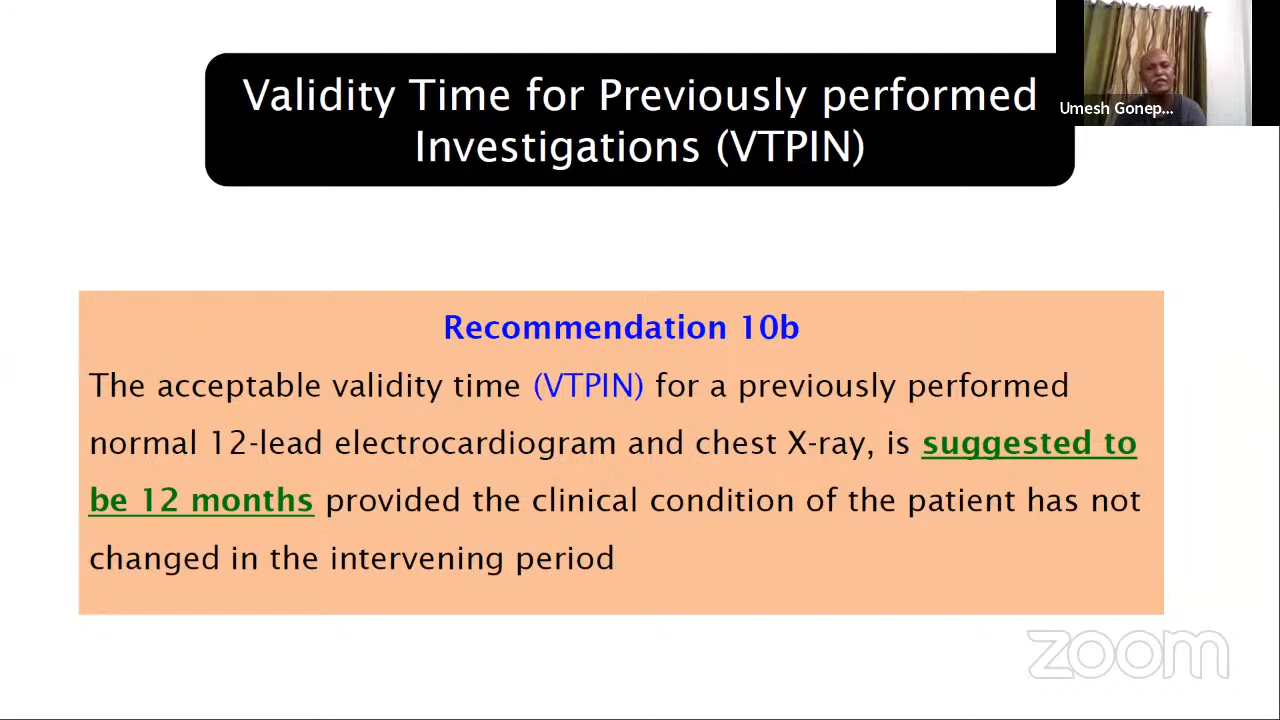 Validity Time for Previously performed
Investigations (VTPIN)
Umesh Gonep...
Recommendation 10b
The acceptable validity time (VTPIN) for a previously performed
normal 12-lead electrocardiogram and chest X-ray, is suggested to
be 12 months provided the clinical condition of the patient has not
changed in the intervening period
zoom